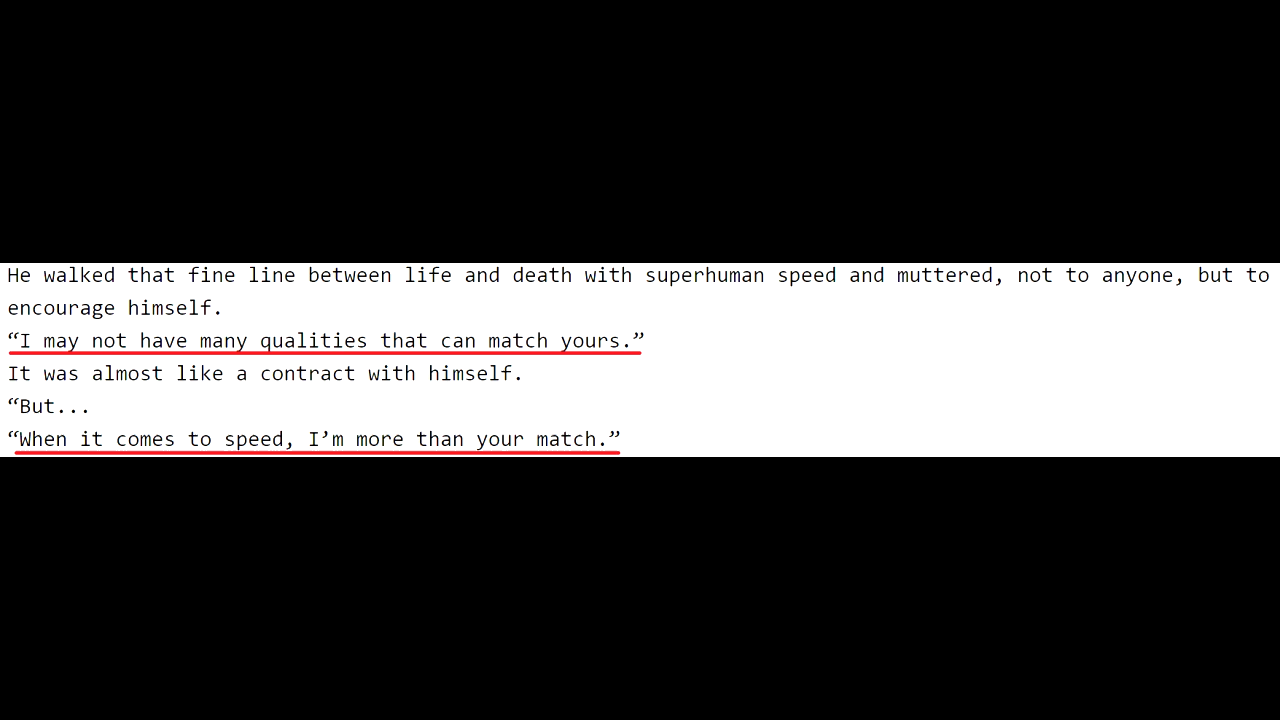 He walked that fine line between life and death with superhuman speed and muttered, not to anyone, but to
encourage himself.
“I may not have many qualities that can match yours.”
It was almost like a contract with himself.
“But...
“When it comes to speed, I’m more than your match.”